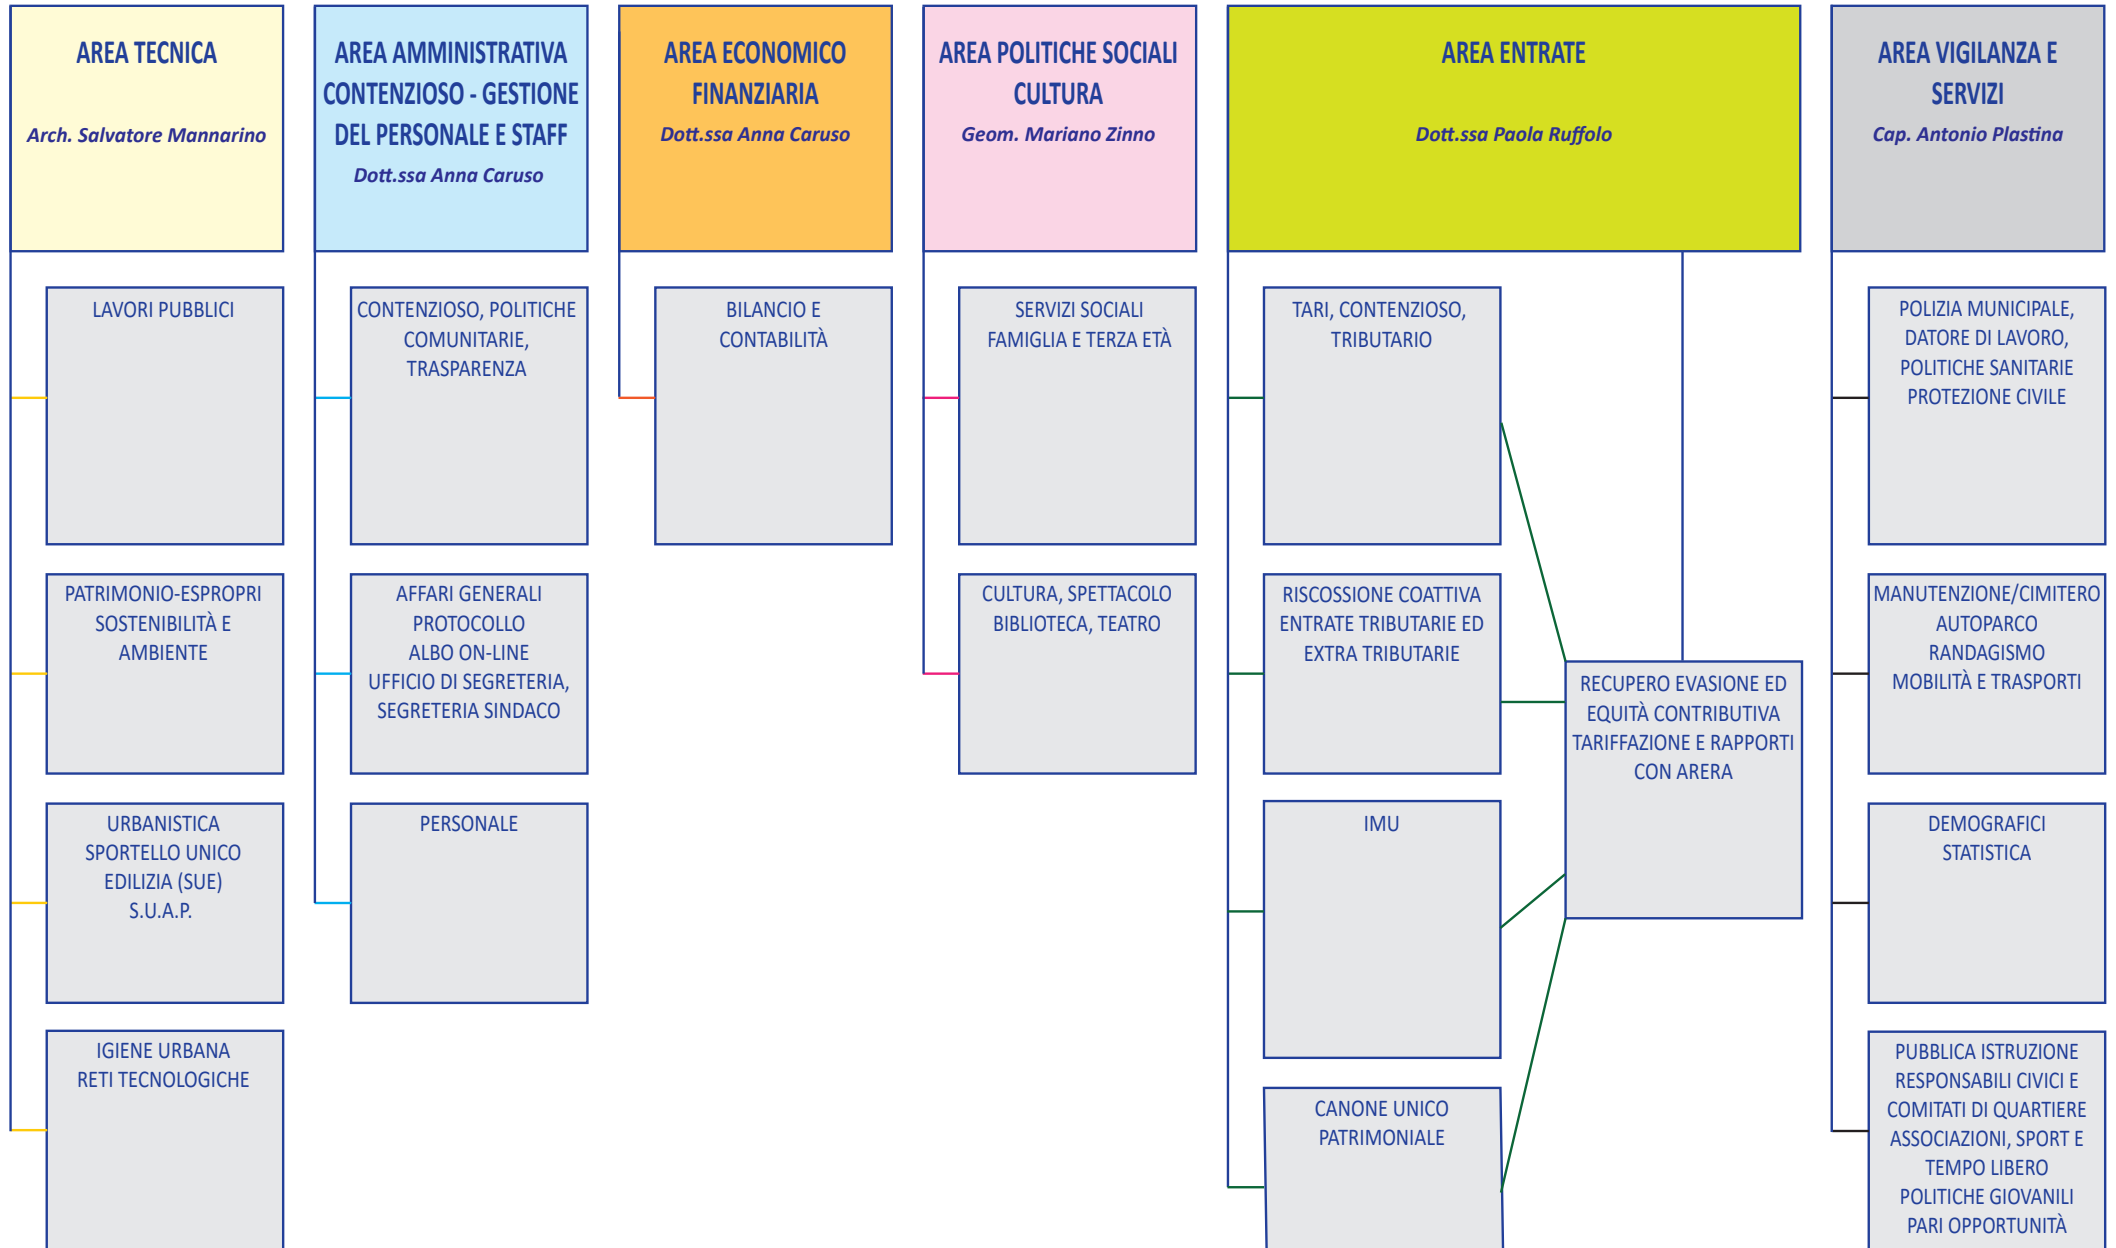 AREA TECNICA
Arch. Salvatore Mannarino
LAVORI PUBBLICI
PATRIMONIO-ESPROPRI
SOSTENIBILITÀ E
AMBIENTE
URBANISTICA
SPORTELLO UNICO
EDILIZIA (SUE)
S.U.A.P.
IGIENE URBANA
RETI TECNOLOGICHE
AREA AMMINISTRATIVA
CONTENZIOSO - GESTIONE
DEL PERSONALE E STAFF
Dott.ssa Anna Caruso
CONTENZIOSO, POLITICHE
COMUNITARIE,
TRASPARENZA
AFFARI GENERALI
PROTOCOLLO
ALBO ON-LINE
UFFICIO DI SEGRETERIA,
SEGRETERIA SINDACO
PERSONALE
AREA ECONOMICO
FINANZIARIA
Dott.ssa Anna Caruso
BILANCIO E
CONTABILITÀ
AREA POLITICHE SOCIALI
CULTURA
Geom. Mariano Zinno
SERVIZI SOCIALI
FAMIGLIA E TERZA ETÀ
CULTURA, SPETTACOLO
BIBLIOTECA, TEATRO
AREA ENTRATE
Dott.ssa Paola Ruffolo
TARI, CONTENZIOSO,
TRIBUTARIO
RISCOSSIONE COATTIVA
ENTRATE TRIBUTARIE ED
EXTRA TRIBUTARIE
IMU
CANONE UNICO
PATRIMONIALE
RECUPERO EVASIONE ED
EQUITÀ CONTRIBUTIVA
TARIFFAZIONE E RAPPORTI
CON ARERA
AREA VIGILANZA E
SERVIZI
Cap. Antonio Plastina
POLIZIA MUNICIPALE,
DATORE DI LAVORO,
POLITICHE SANITARIE
PROTEZIONE CIVILE
MANUTENZIONE/CIMITERO
AUTOPARCO
RANDAGISMO
MOBILITÀ E TRASPORTI
DEMOGRAFICI
STATISTICA
PUBBLICA ISTRUZIONE
RESPONSABILI CIVICI E
COMITATI DI QUARTIERE
ASSOCIAZIONI, SPORT E
TEMPO LIBERO
POLITICHE GIOVANILI
PARI OPPORTUNITÀ